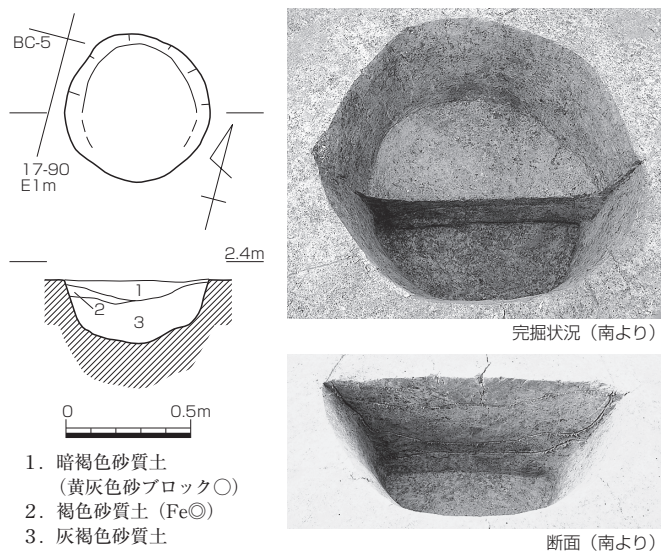 BC-5
17-90
E1m
2.4m
1
2
3
0 0.5m
1．暗褐色砂質土
（黄灰色砂ブロック○）
2．褐色砂質土（Fe◎）
3．灰褐色砂質土
完掘状況（南より）
断面（南より）